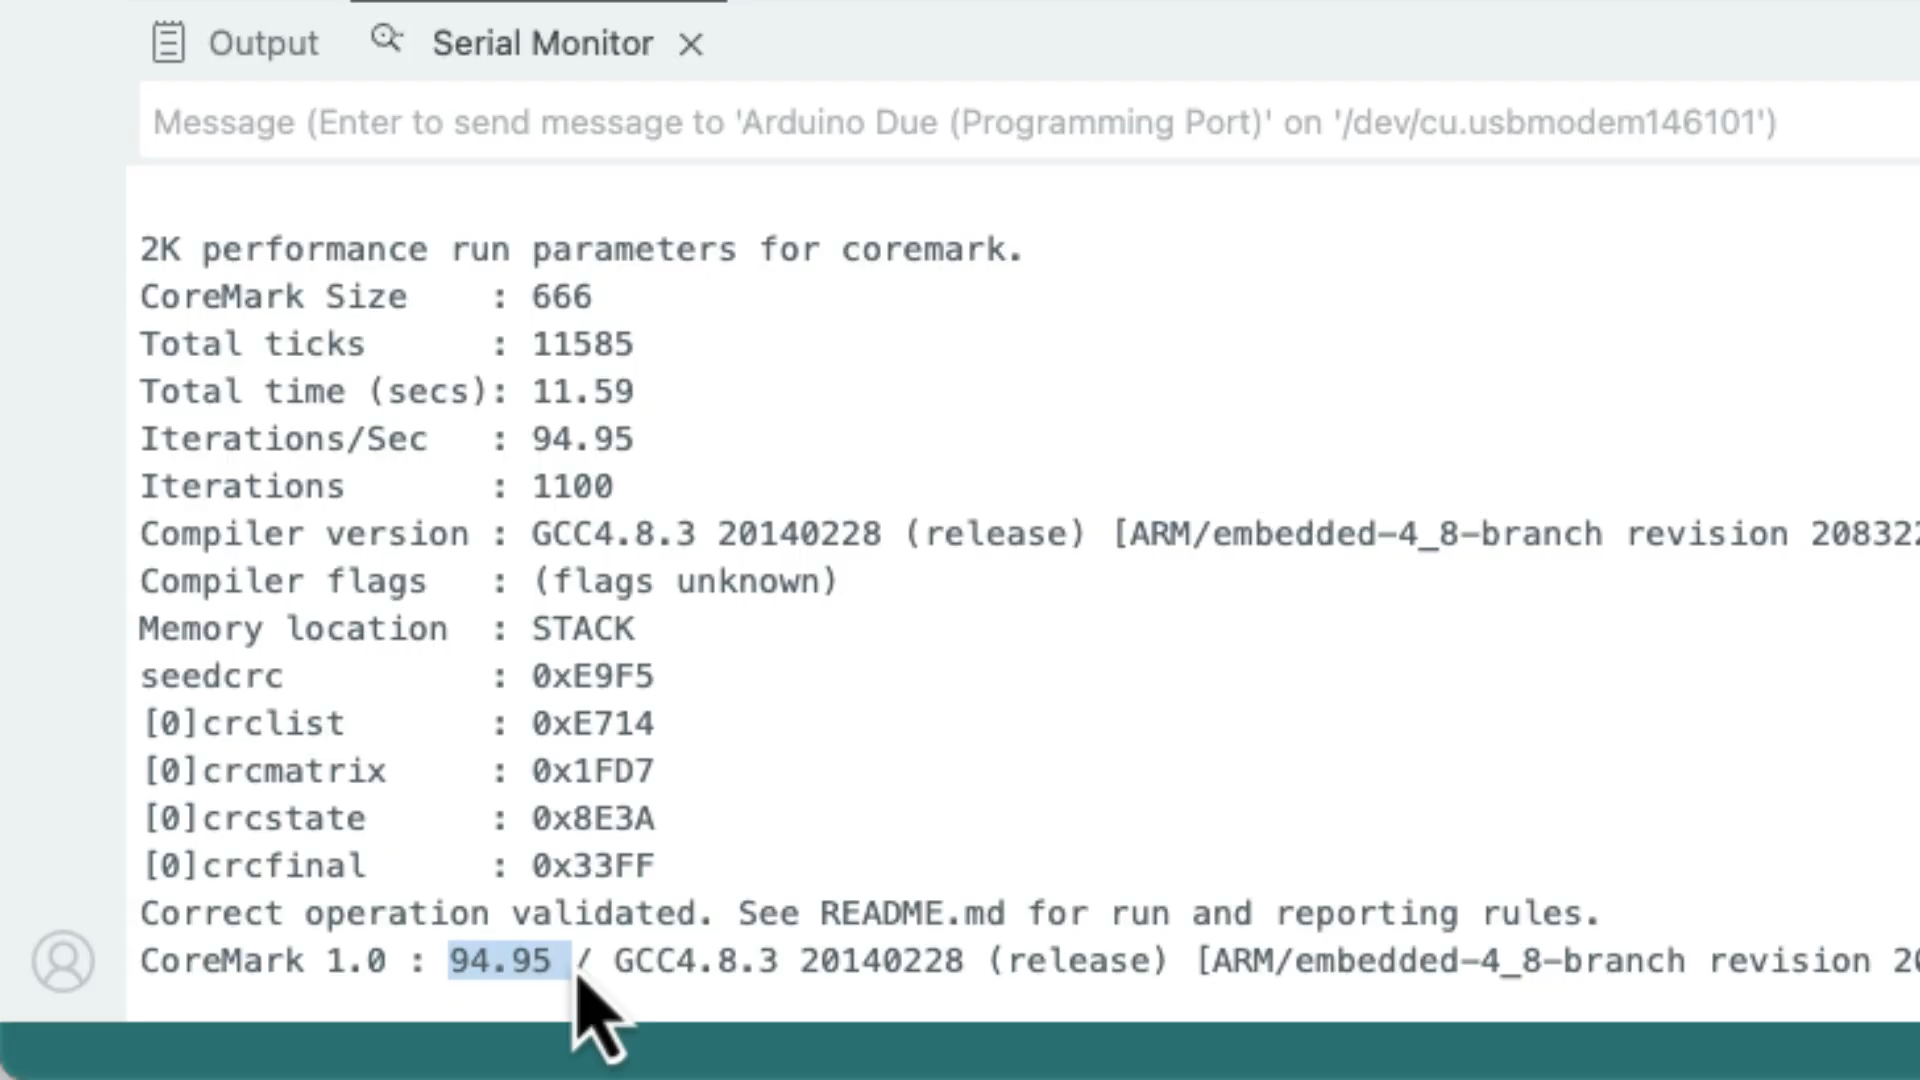 Output Serial Monitor
Message (Enter to send message to 'Arduino Due (Programming Port)' on '/dev/cu.usbmodem146101')
2K performance run parameters for coremark.
CoreMark Size : 666
Total ticks : 11585
Total time (secs): 11.59
Iterations/Sec : 94.95
Iterations : 1100
Compiler version : GCC4.8.3 20140228 (release) [ARM/embedded-4_8-branch revision 208322
Compiler flags : (flags unknown)
Memory location : STACK
seedcrc : 0xE9F5
[0]crclist : 0xE714
[0]crcmatrix : 0x1FD7
[0]crcstate : 0x8E3A
[0]crcfinal : 0x33FF
Correct operation validated. See README.md for run and reporting rules.
CoreMark 1.0 : 94.95 / GCC4.8.3 20140228 (release) [ARM/embedded-4_8-branch revision 20